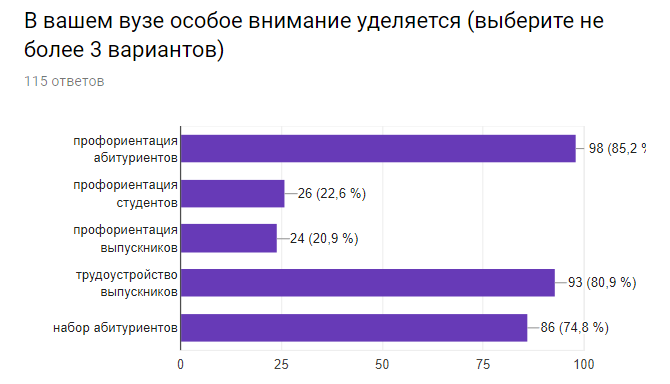 В вашем вузе особое внимание уделяется (выберите не
более 3 вариантов)
115 ответов
профориентация
абитуриентов
98 (85,2 %
профориентация
студентов
26 (22,6 %)
профориентация
выпускников
24 (20,9 %)
трудоустройство
выпускников
93 (80,9 %)
набор абитуриентов
86 (74,8 %)
0 25 50 75 100